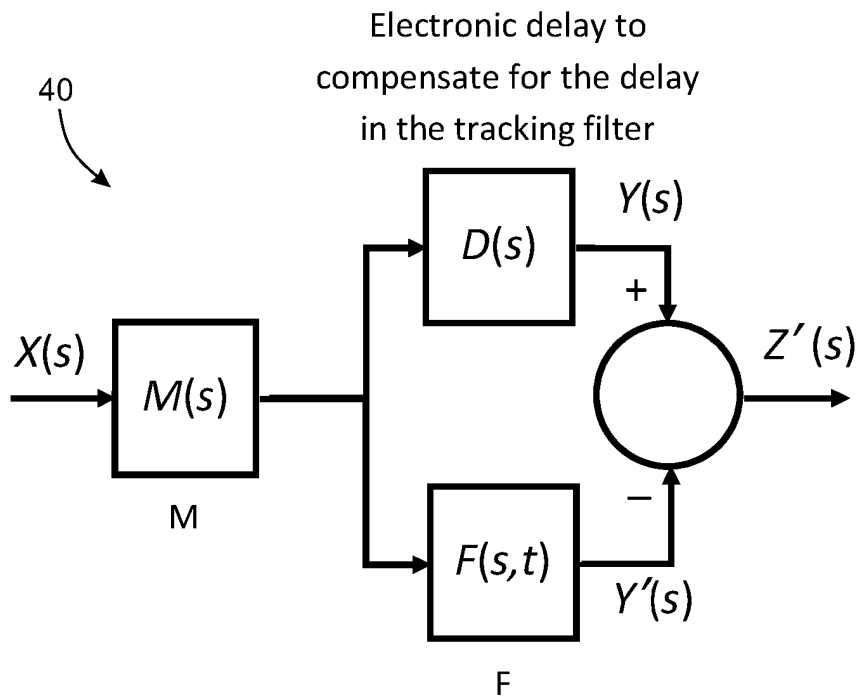 Electronic delay to
compensate for the delay
in the tracking filter
40
Y(s)
D(s)
+
X(s)
M(s)
Z′(s)
M
−
F(s,t)
Y′(s)
F